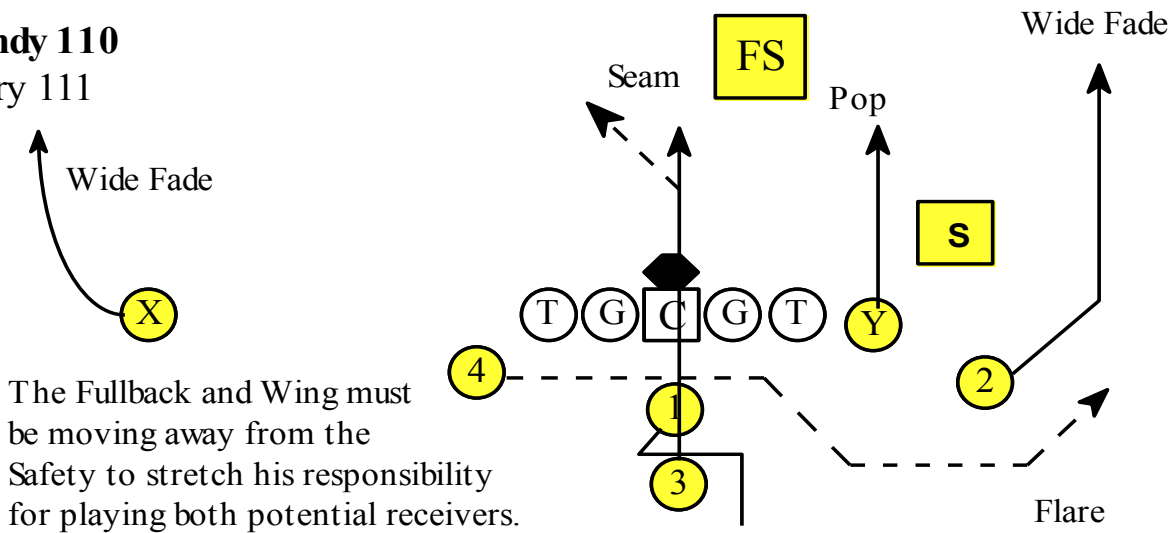 ndy 110
ry 111
Wide Fade
Seam
FS
Pop
Wide Fade
S
X
T G C G T
Y
4
1
2
3
The Fullback and Wing must
be moving away from the
Safety to stretch his responsibility
for playing both potential receivers.
Flare